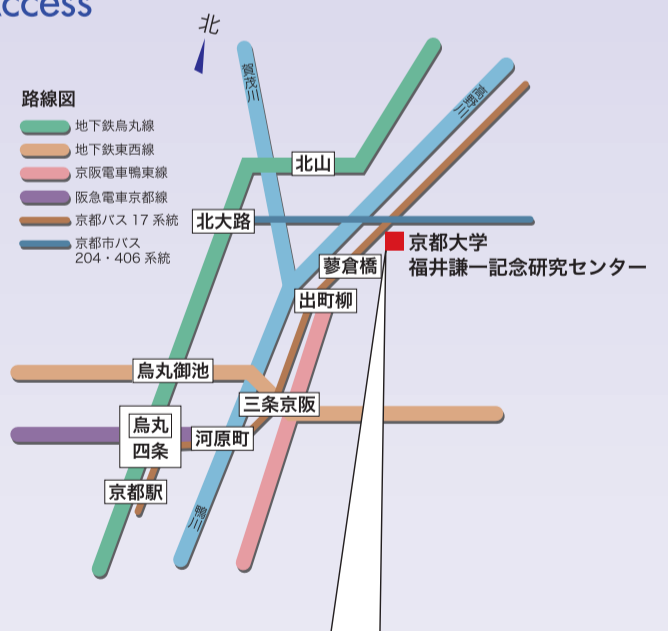 Access
北
路線図
地下鉄烏丸線
地下鉄東西線
京阪電車鴨東線
阪急電車京都線
京都バス 17 系統
京都市バス
204・406 系統
賀茂川
高野川
北山
北大路
京都大学
福井謙一記念研究センター
蓼倉橋
出町柳
烏丸御池
三条京阪
烏丸
四条
河原町
京都駅
鴨川